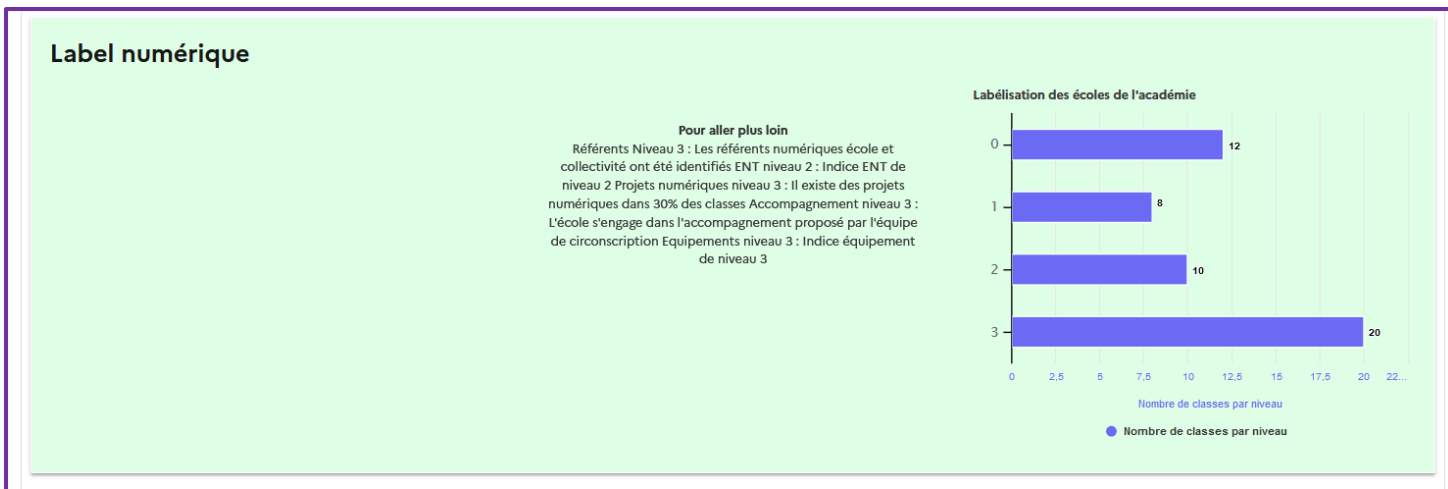 Label numérique
Pour aller plus loin
Référents Niveau 3 : Les référents numériques école et
collectivité ont été identifiés ENT niveau 2 : Indice ENT de
niveau 2 Projets numériques niveau 3 : Il existe des projets
numériques dans 30% des classes Accompagnement niveau 3 :
L'école s'engage dans l'accompagnement proposé par l'équipe
de circonscription Equipements niveau 3 : Indice équipement
de niveau 3
Labélisation des écoles de l'académie
0 12
1 8
2 10
3 20
0 2,5 5 7,5 10 12,5 15 17,5 20 22...
Nombre de classes par niveau
Nombre de classes par niveau